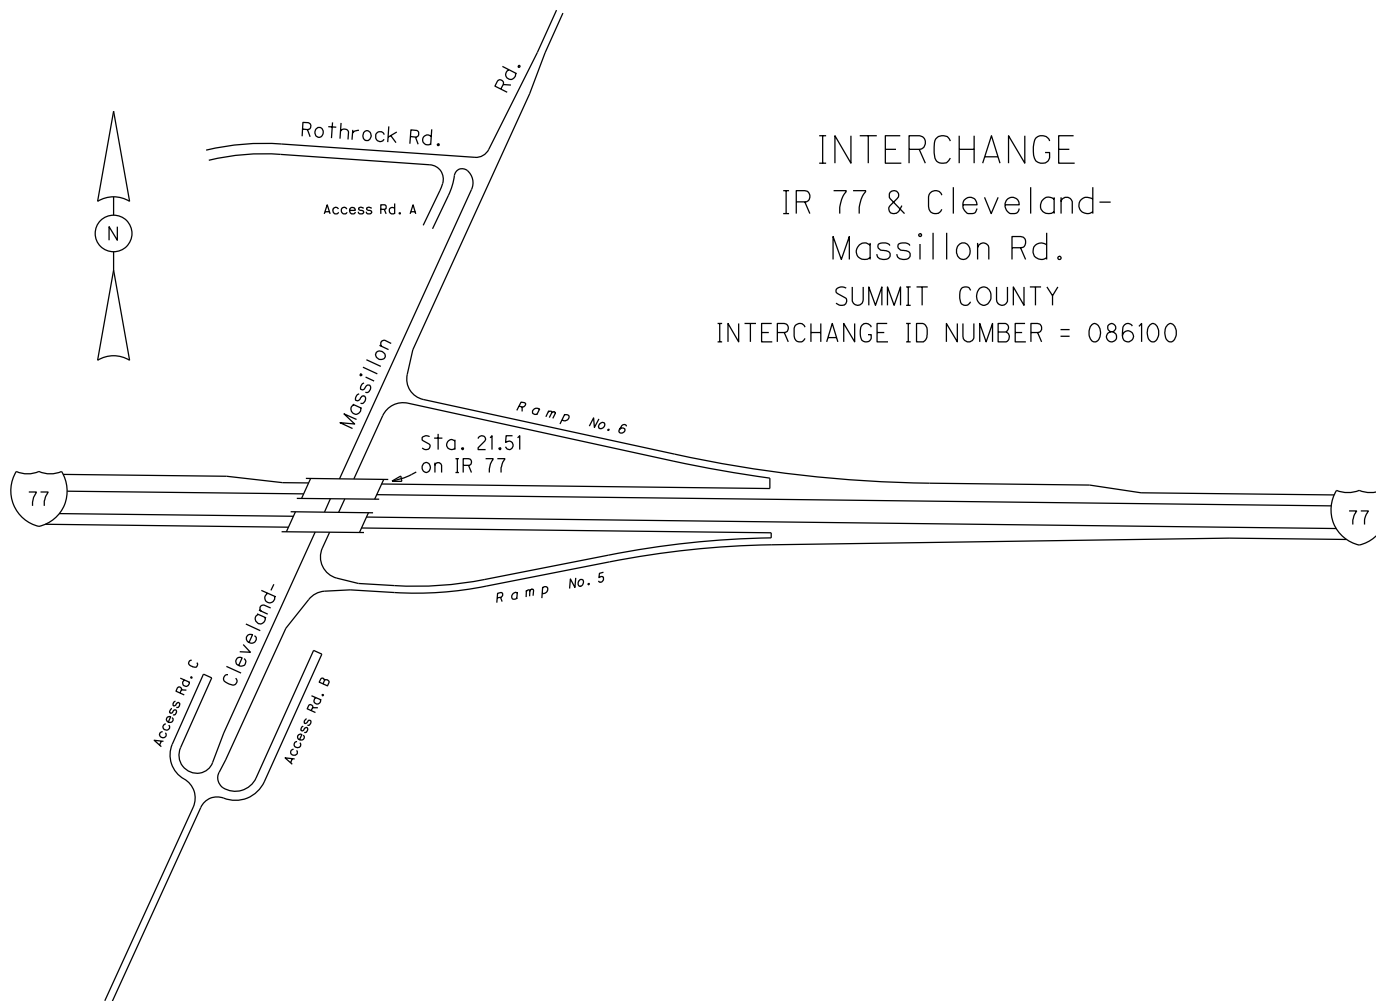 Rd.
Rothrock Rd.
Access Rd. A
N
INTERCHANGE
IR 77 & Cleveland-
Massillon Rd.
SUMMIT COUNTY
INTERCHANGE ID NUMBER = 086100
Massillon
Ramp No. 6
Sta. 21.51
on IR 77
77
77
Ramp No. 5
Cleveland-
Access Rd. C
Access Rd. B